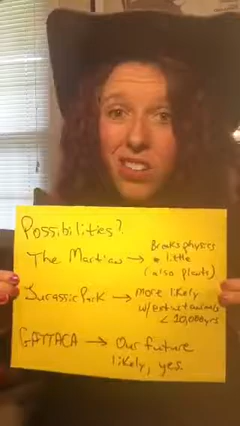 Possibilities?
The Martian → Breaks physics
a little
(also plants)
Jurassic Park → More likely
w/extinct animals
< 10,000 yrs
GATTACA → Our future
likely, yes.